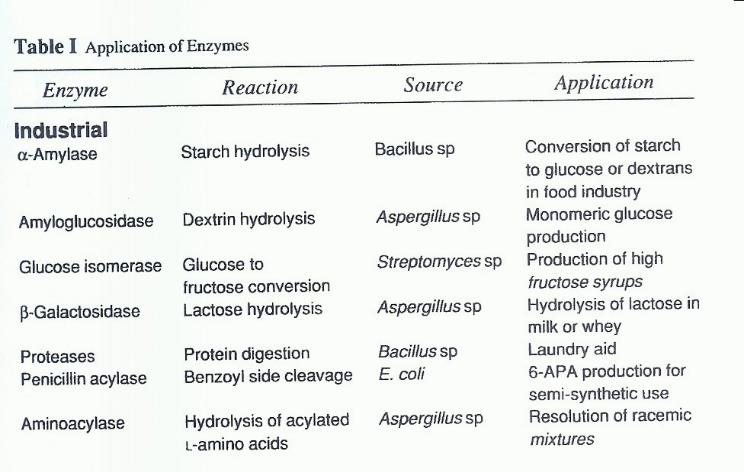 Table I Application of Enzymes
Enzyme Reaction Source Application
Industrial
α-Amylase Starch hydrolysis Bacillus sp Conversion of starch
to glucose or dextrans
in food industry
Amyloglucosidase Dextrin hydrolysis Aspergillus sp Monomeric glucose
production
Glucose isomerase Glucose to Streptomyces sp Production of high
fructose conversion fructose syrups
β-Galactosidase Lactose hydrolysis Aspergillus sp Hydrolysis of lactose in
milk or whey
Proteases Protein digestion Bacillus sp Laundry aid
Penicillin acylase Benzoyl side cleavage E. coli 6-APA production for
semi-synthetic use
Aminoacylase Hydrolysis of acylated Aspergillus sp Resolution of racemic
L-amino acids mixtures